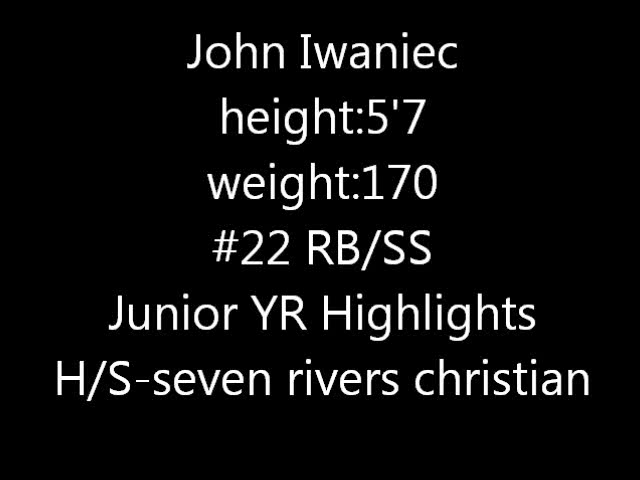 John Iwaniec
height:5'7
weight:170
#22 RB/SS
Junior YR Highlights
H/S-seven rivers christian